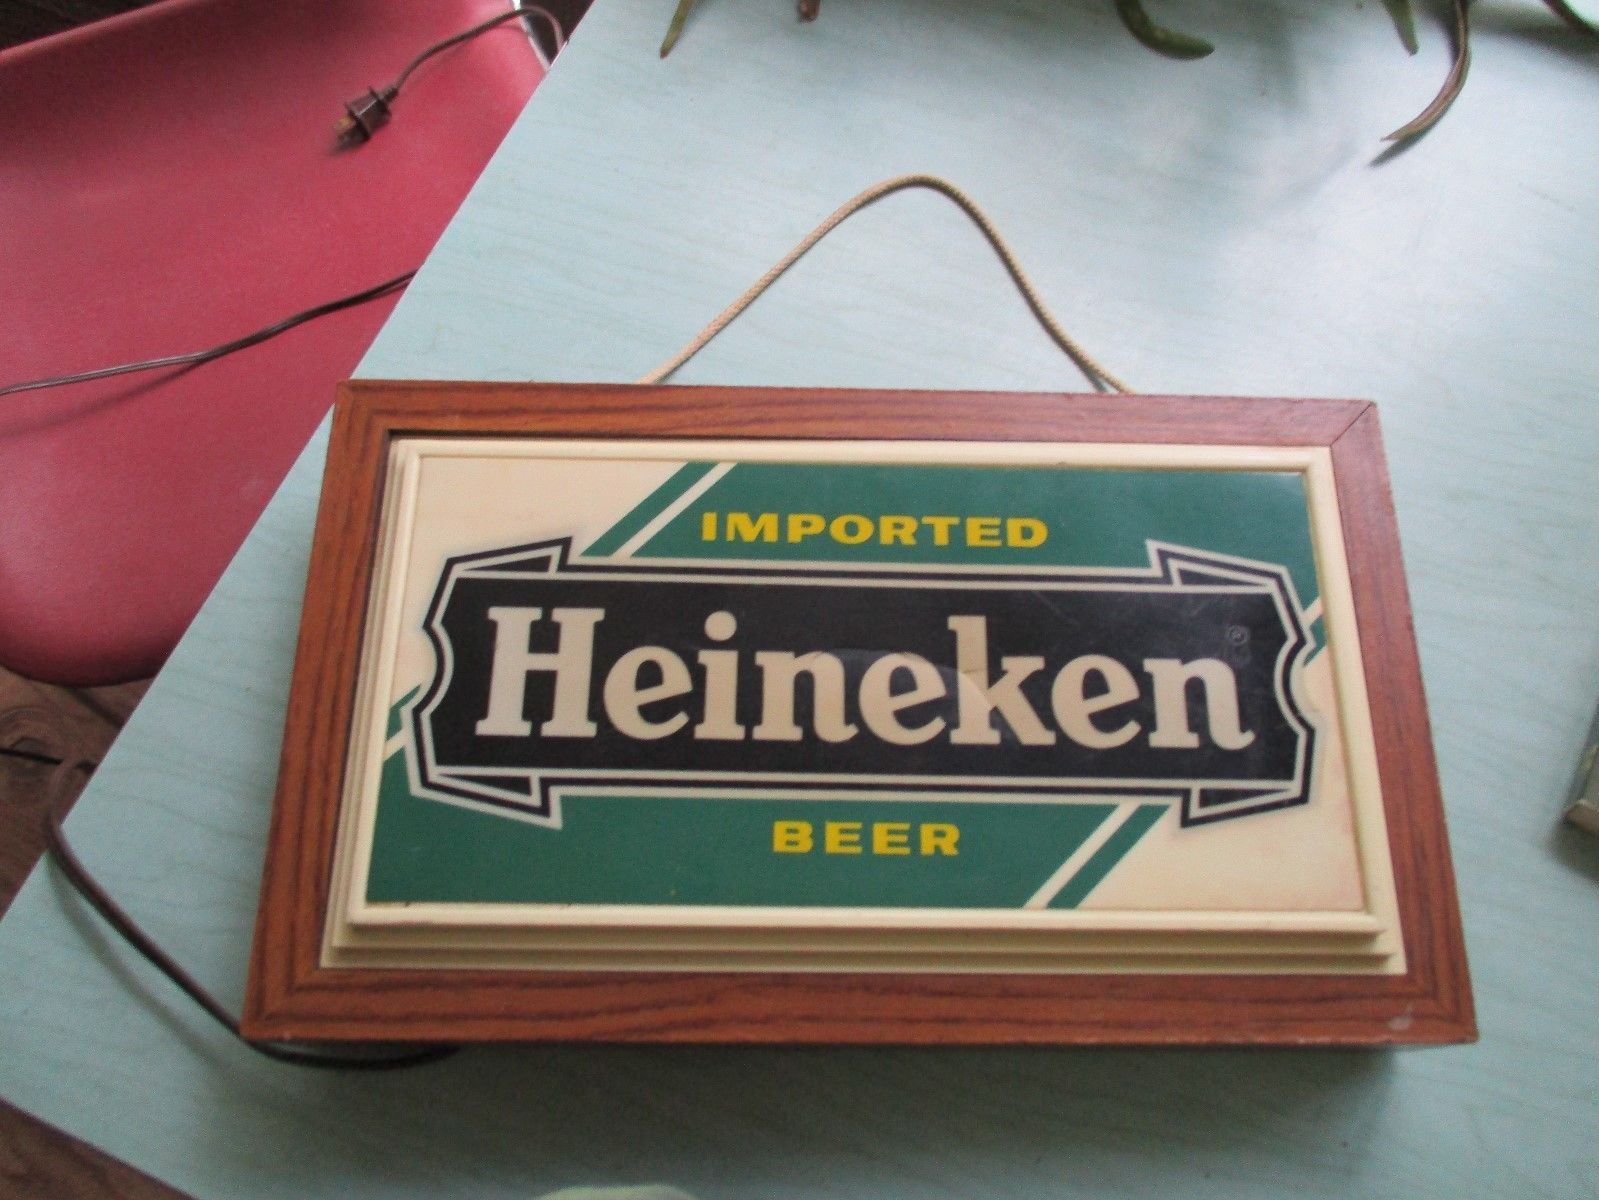 IMPORTED
Heineken ®
BEER